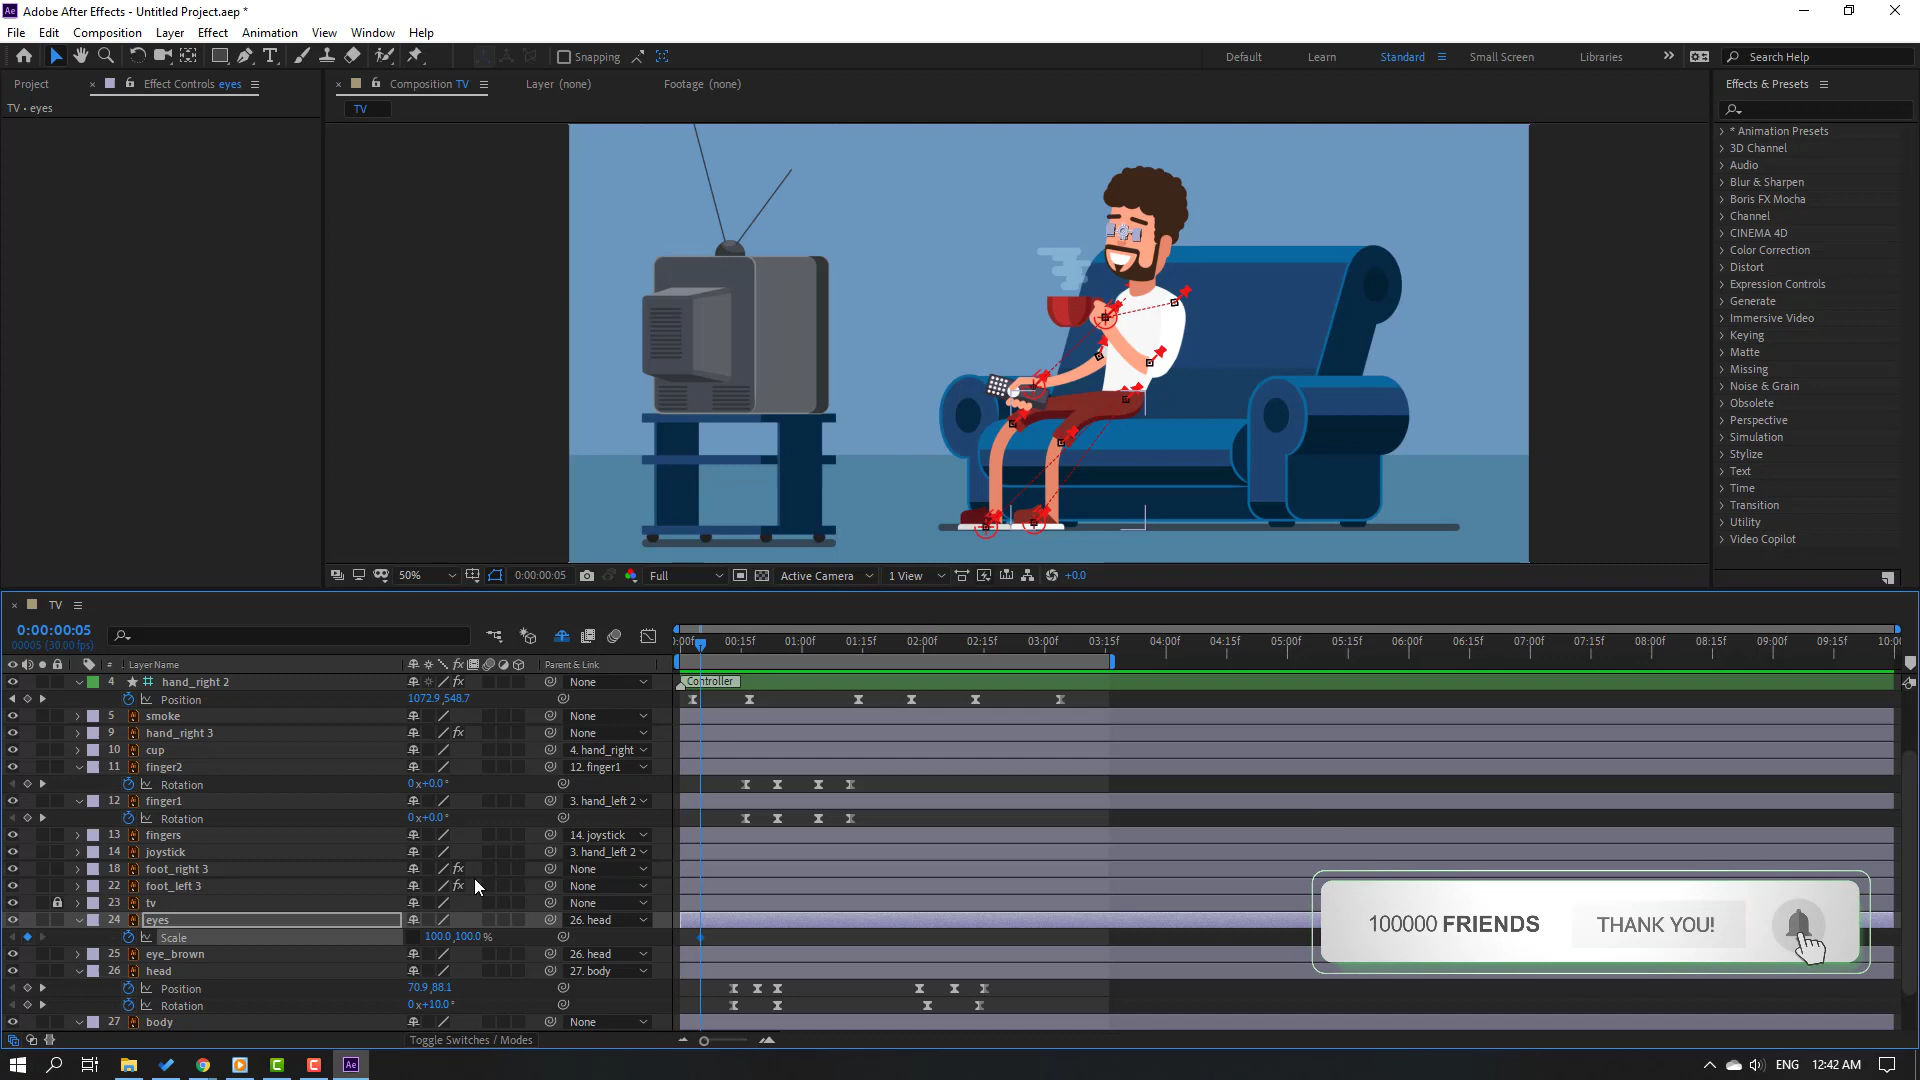 Adobe After Effects - Untitled Project.aep *
File Edit Composition Layer Effect Animation View Window Help
Snapping Default Learn Standard Small Screen Libraries Search Help
Project Effect Controls eyes Composition TV Layer (none) Footage (none) Effects & Presets
TV • eyes
TV
* Animation Presets
3D Channel
Audio
Blur & Sharpen
Boris FX Mocha
Channel
CINEMA 4D
Color Correction
Distort
Expression Controls
Generate
Immersive Video
Keying
Matte
Missing
Noise & Grain
Obsolete
Perspective
Simulation
Stylize
Text
Time
Transition
Utility
Video Copilot
50% 0:00:00:05 Full Active Camera 1 View +0.0
TV
0:00:00:05
00005 (30.00 fps)
:00f 00:15f 01:00f 01:15f 02:00f 02:15f 03:00f 03:15f 04:00f 04:15f 05:00f 05:15f 06:00f 06:15f 07:00f 07:15f 08:00f 08:15f 09:00f 09:15f 10:0
# Layer Name Parent & Link
4 hand_right 2 None Controller
Position 1072.9,548.7
5 smoke None
9 hand_right 3 None
10 cup 4. hand_right
11 finger2 12. finger1
Rotation 0x+0.0°
12 finger1 3. hand_left 2
Rotation 0x+0.0°
13 fingers 14. joystick
14 joystick 3. hand_left 2
18 foot_right 3 None
22 foot_left 3 None
23 tv None
24 eyes 26. head
Scale 100.0,100.0%
25 eye_brown 26. head
26 head 27. body
Position 70.9,88.1
Rotation 0x+10.0°
27 body None
Toggle Switches / Modes
100000 FRIENDS THANK YOU!
Ae ENG 12:42 AM